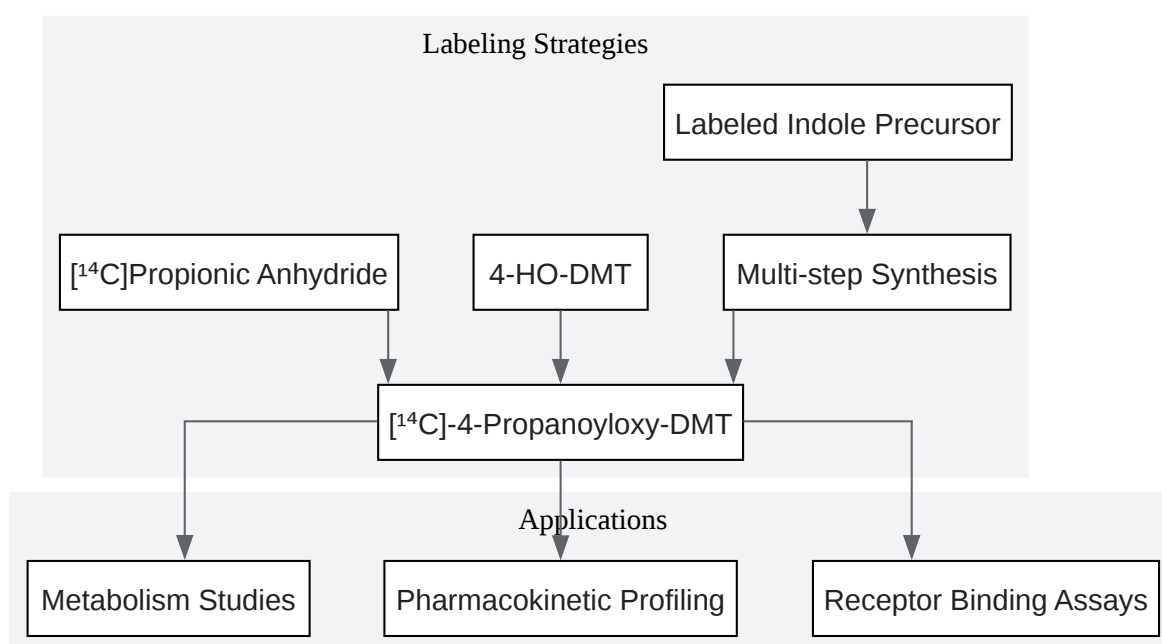 Labeling Strategies
Labeled Indole Precursor
[¹⁴C]Propionic Anhydride
4-HO-DMT
Multi-step Synthesis
[¹⁴C]-4-Propanoyloxy-DMT
Applications
Metabolism Studies
Pharmacokinetic Profiling
Receptor Binding Assays